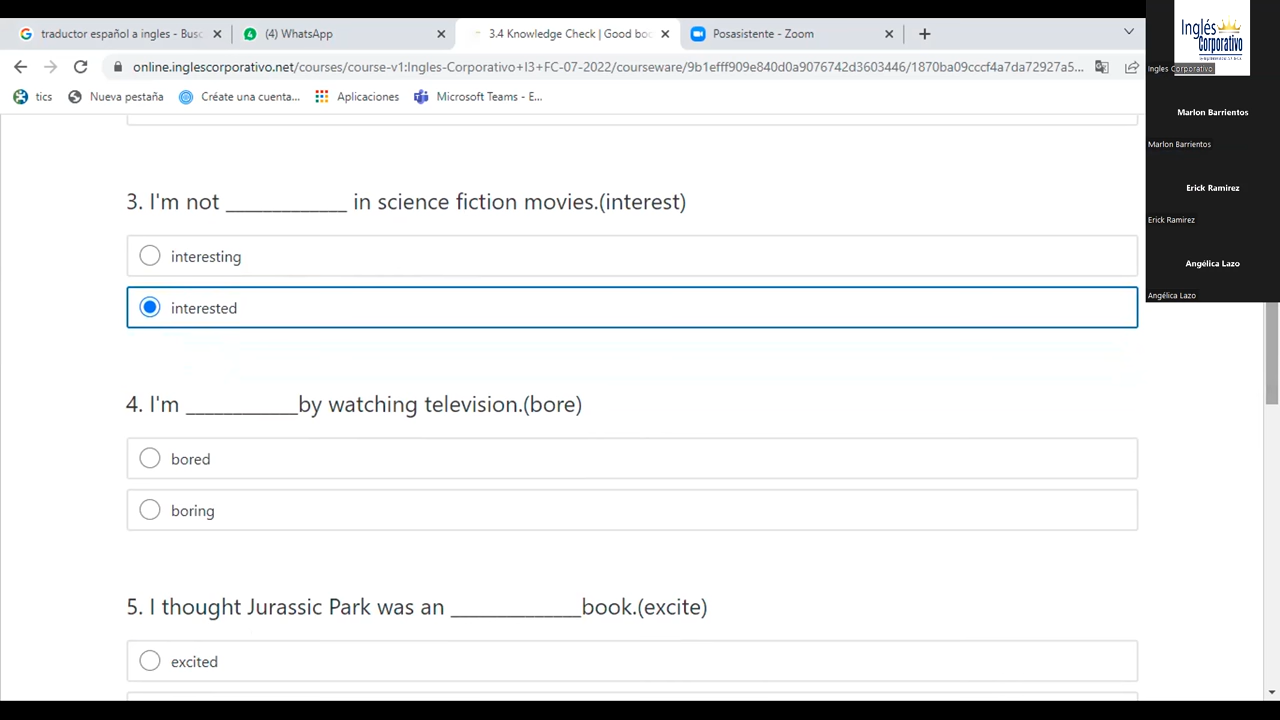 traductor español a ingles - Busc
(4) WhatsApp
3.4 Knowledge Check | Good boo
Posasistente - Zoom
online.inglescorporativo.net/courses/course-v1:Ingles-Corporativo+I3+FC-07-2022/courseware/9b1efff909e840d0a9076742d3603446/1870ba09cccf4a7da72927a5...
tics
Nueva pestaña
Créate una cuenta...
Aplicaciones
Microsoft Teams - E...
Inglés
Corporativo
Ingles Corporativo
Marlon Barrientos
Marlon Barrientos
Erick Ramirez
Erick Ramirez
Angélica Lazo
Angélica Lazo
3. I'm not _____________ in science fiction movies.(interest)
interesting
interested
4. I'm ____________by watching television.(bore)
bored
boring
5. I thought Jurassic Park was an ______________book.(excite)
excited